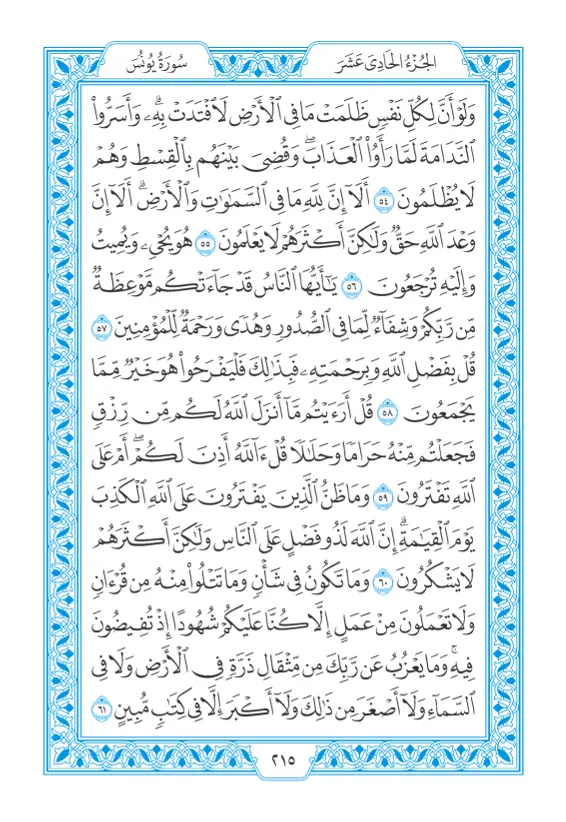 الجُزْءُ الحَادِي عَشَرَ
سُورَةُ يُونُسَ
وَلَوْ أَنَّ لِكُلِّ نَفْسٍ ظَلَمَتْ مَا فِي ٱلْأَرْضِ لَٱفْتَدَتْ بِهِۦۗ وَأَسَرُّوا۟
ٱلنَّدَامَةَ لَمَّا رَأَوُا۟ ٱلْعَذَابَۖ وَقُضِيَ بَيْنَهُم بِٱلْقِسْطِ وَهُمْ
لَا يُظْلَمُونَ ٥٤ أَلَآ إِنَّ لِلَّهِ مَا فِي ٱلسَّمَٰوَٰتِ وَٱلْأَرْضِۗ أَلَآ إِنَّ
وَعْدَ ٱللَّهِ حَقٌّ وَلَٰكِنَّ أَكْثَرَهُمْ لَا يَعْلَمُونَ ٥٥ هُوَ يُحْىِۦ وَيُمِيتُ
وَإِلَيْهِ تُرْجَعُونَ ٥٦ يَٰٓأَيُّهَا ٱلنَّاسُ قَدْ جَآءَتْكُم مَّوْعِظَةٌ
مِّن رَّبِّكُمْ وَشِفَآءٌ لِّمَا فِي ٱلصُّدُورِ وَهُدًى وَرَحْمَةٌ لِّلْمُؤْمِنِينَ ٥٧
قُلْ بِفَضْلِ ٱللَّهِ وَبِرَحْمَتِهِۦ فَبِذَٰلِكَ فَلْيَفْرَحُوا۟ هُوَ خَيْرٌ مِّمَّا
يَجْمَعُونَ ٥٨ قُلْ أَرَءَيْتُم مَّآ أَنزَلَ ٱللَّهُ لَكُم مِّن رِّزْقٍ
فَجَعَلْتُم مِّنْهُ حَرَامًا وَحَلَٰلًا قُلْ ءَآللَّهُ أَذِنَ لَكُمْۖ أَمْ عَلَى
ٱللَّهِ تَفْتَرُونَ ٥٩ وَمَا ظَنُّ ٱلَّذِينَ يَفْتَرُونَ عَلَى ٱللَّهِ ٱلْكَذِبَ
يَوْمَ ٱلْقِيَٰمَةِۗ إِنَّ ٱللَّهَ لَذُو فَضْلٍ عَلَى ٱلنَّاسِ وَلَٰكِنَّ أَكْثَرَهُمْ
لَا يَشْكُرُونَ ٦٠ وَمَا تَكُونُ فِي شَأْنٍ وَمَا تَتْلُوا۟ مِنْهُ مِن قُرْءَانٍ
وَلَا تَعْمَلُونَ مِنْ عَمَلٍ إِلَّا كُنَّا عَلَيْكُمْ شُهُودًا إِذْ تُفِيضُونَ
فِيهِۚ وَمَا يَعْزُبُ عَن رَّبِّكَ مِن مِّثْقَالِ ذَرَّةٍ فِي ٱلْأَرْضِ وَلَا فِي
ٱلسَّمَآءِ وَلَآ أَصْغَرَ مِن ذَٰلِكَ وَلَآ أَكْبَرَ إِلَّا فِي كِتَٰبٍ مُّبِينٍ ٦١
٢١٥